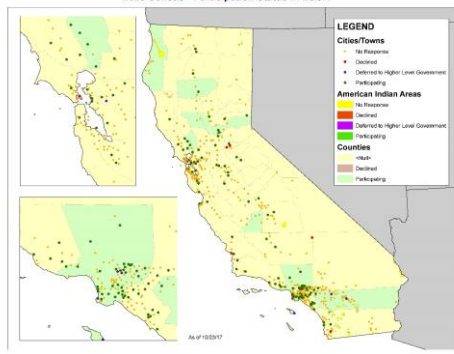 LEGEND
Cities/Towns
No Response
Declined
Deferred to Higher Level Government
Participating
American Indian Areas
No Response
Declined
Deferred to Higher Level Government
Participating
Counties
<Null>
Declined
Participating
As of 10/23/17